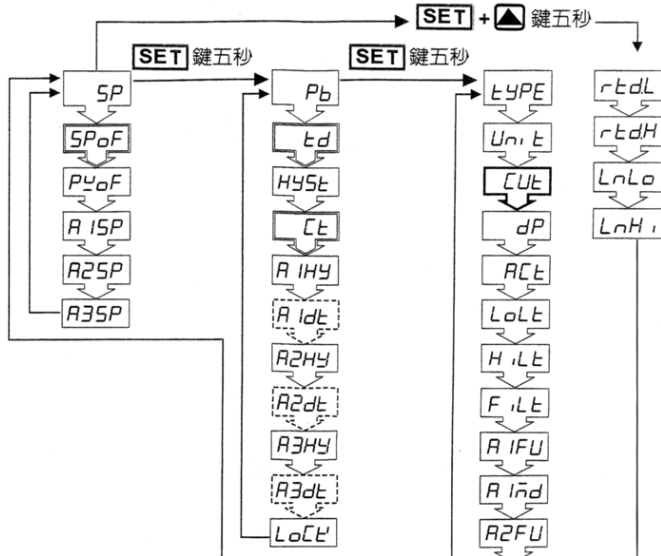 SET + ▲ 鍵五秒
SET 鍵五秒
SET 鍵五秒
SP
SPoF
PVoF
A1SP
A2SP
A3SP
Pb
td
HYSt
Ct
A1HY
A1dt
A2HY
A2dt
A3HY
A3dt
LoCK
tYPE
Unit
CUt
dP
ACt
LoLt
HiLt
FiLt
A1FU
A1md
A2FU
rtd.L
rtd.H
LnLo
LnHi